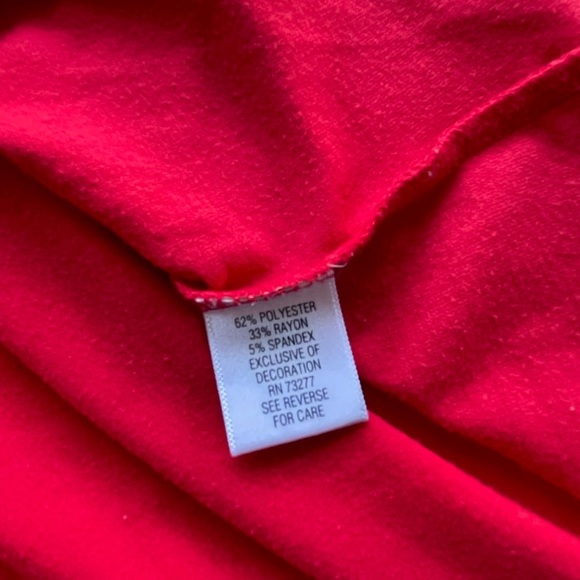 62% POLYESTER
33% RAYON
5% SPANDEX
EXCLUSIVE OF
DECORATION
RN 73277
SEE REVERSE
FOR CARE